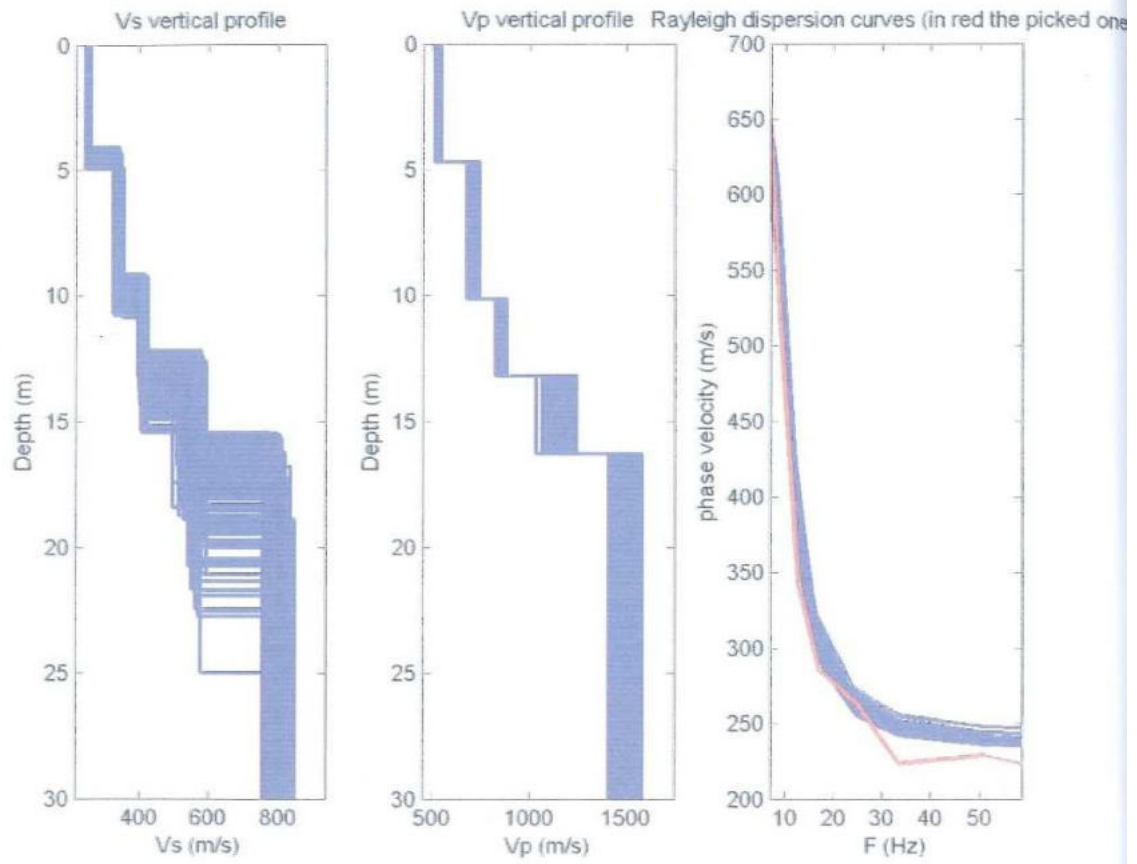 Vs vertical profile
0
5
10
15
20
25
30
Depth (m)
400 600 800
Vs (m/s)
Vp vertical profile
0
5
10
15
20
25
30
Depth (m)
500 1000 1500
Vp (m/s)
Rayleigh dispersion curves (in red the picked one
700
650
600
550
500
450
400
350
300
250
200
phase velocity (m/s)
10 20 30 40 50
F (Hz)